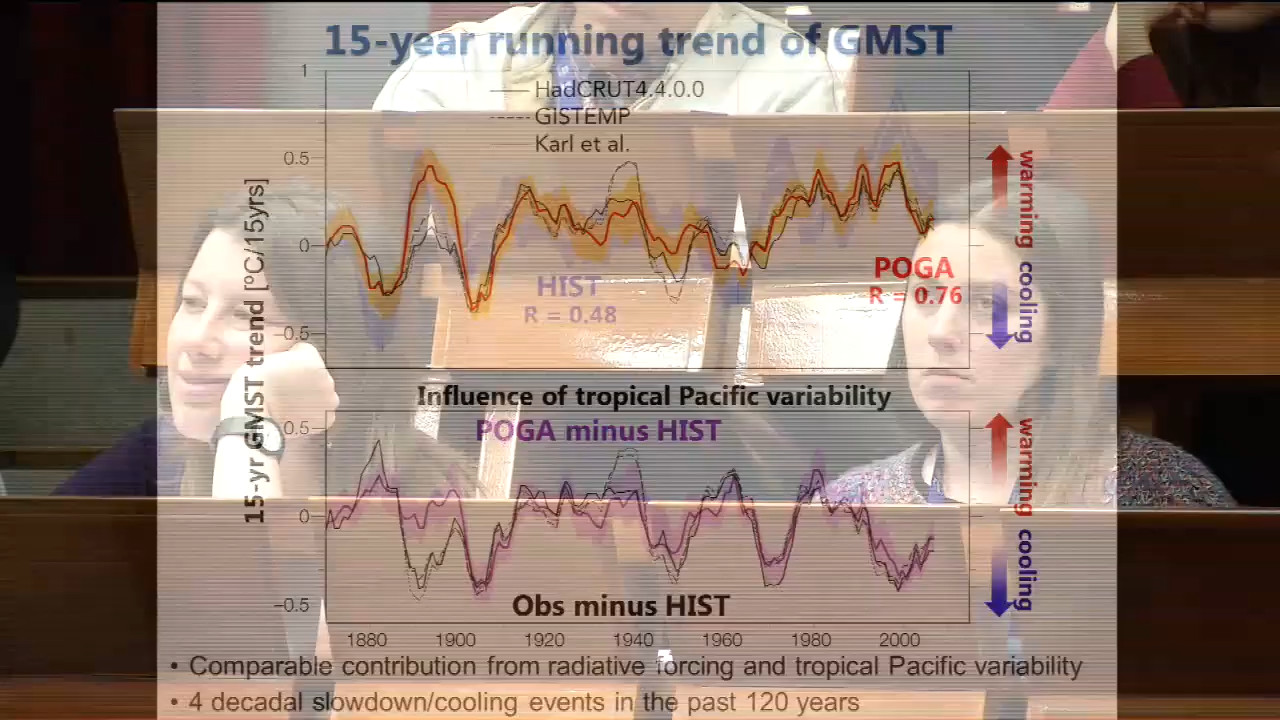 15-year running trend of GMST
1
HadCRUT4.4.0.0
GISTEMP
Karl et al.
0.5
0
−0.5
HIST
R = 0.48
POGA
R = 0.76
warming
cooling
15-yr GMST trend [°C/15yrs]
Influence of tropical Pacific variability
POGA minus HIST
0.5
0
−0.5
warming
cooling
Obs minus HIST
1880 1900 1920 1940 1960 1980 2000
• Comparable contribution from radiative forcing and tropical Pacific variability
• 4 decadal slowdown/cooling events in the past 120 years